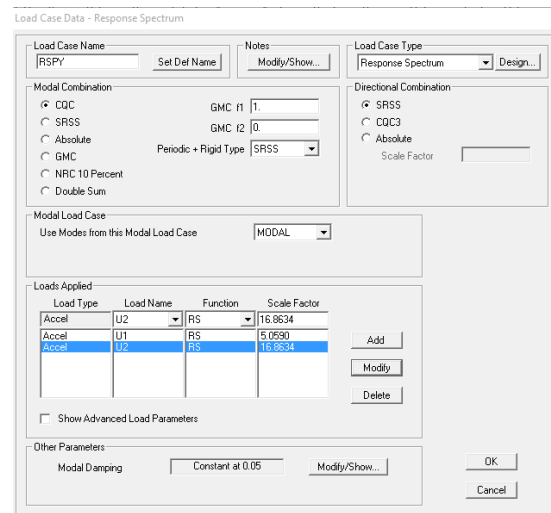 Load Case Data - Response Spectrum
Load Case Name
RSPY
Set Def Name
Notes
Modify/Show...
Load Case Type
Response Spectrum
Design...
Modal Combination
CQC
SRSS
Absolute
GMC
NRC 10 Percent
Double Sum
GMC f1 1.
GMC f2 0.
Periodic + Rigid Type SRSS
Directional Combination
SRSS
CQC3
Absolute
Scale Factor
Modal Load Case
Use Modes from this Modal Load Case MODAL
Loads Applied
Load Type Load Name Function Scale Factor
Accel U2 RS 16.8634
Accel U1 RS 5.0590
Accel U2 RS 16.8634
Add
Modify
Delete
Show Advanced Load Parameters
Other Parameters
Modal Damping Constant at 0.05 Modify/Show...
OK
Cancel